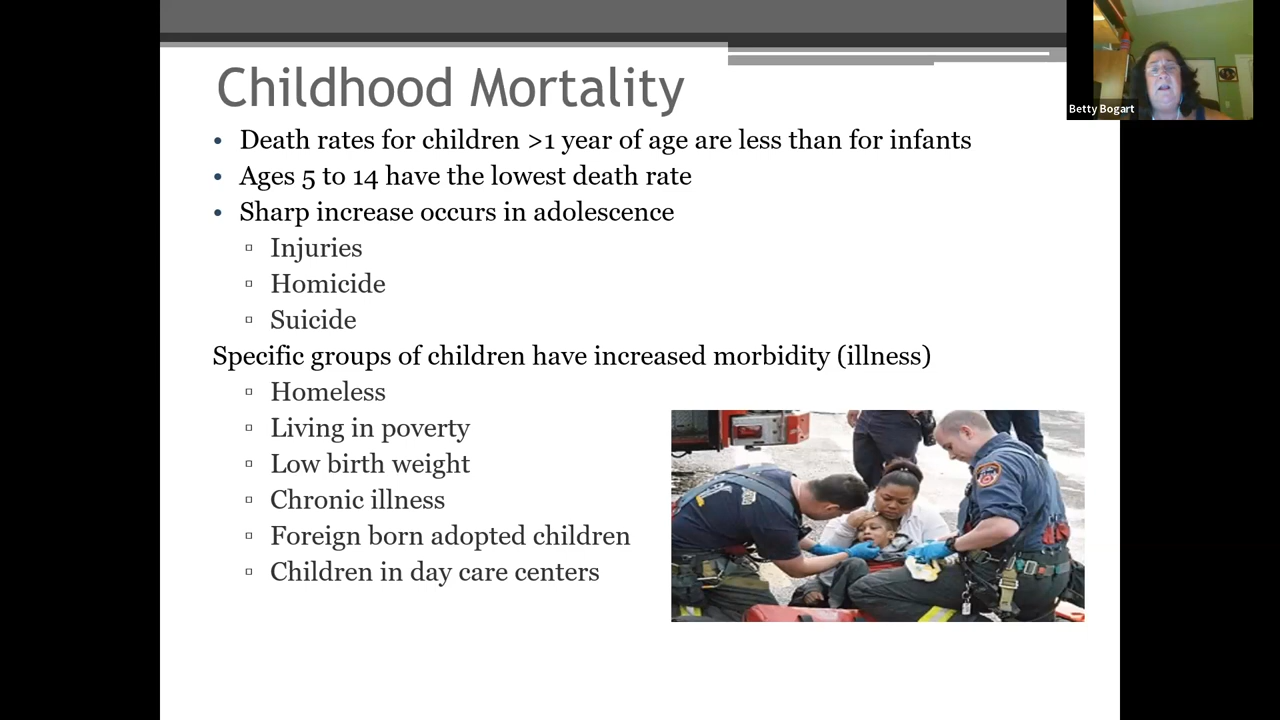 Childhood Mortality
Betty Bogart
• Death rates for children >1 year of age are less than for infants
• Ages 5 to 14 have the lowest death rate
• Sharp increase occurs in adolescence
▫ Injuries
▫ Homicide
▫ Suicide
Specific groups of children have increased morbidity (illness)
▫ Homeless
▫ Living in poverty
▫ Low birth weight
▫ Chronic illness
▫ Foreign born adopted children
▫ Children in day care centers